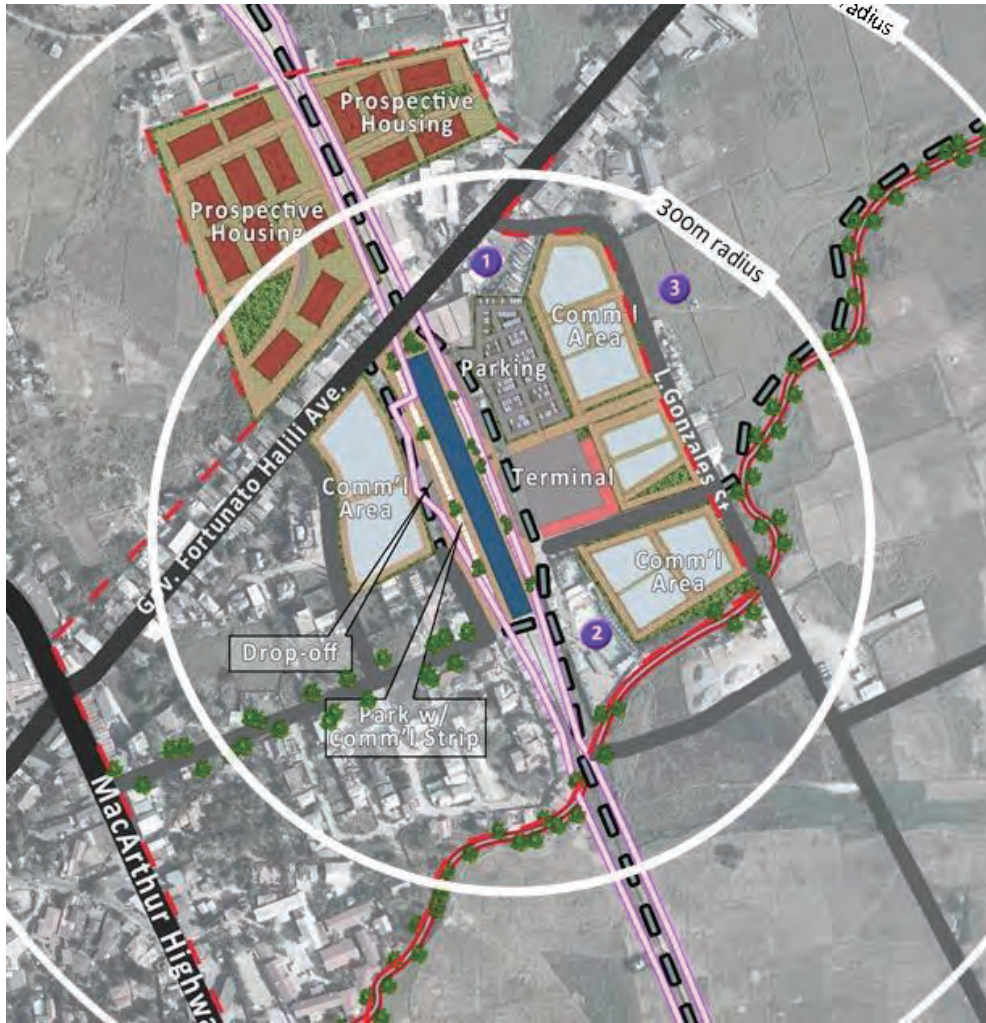 radius
Prospective
Housing
Prospective
Housing
300m radius
1
3
Comm'l
Area
Parking
L. Gonzales St.
Gov. Fortunato Halili Ave.
Comm'l
Area
Terminal
Comm'l
Area
2
Drop-off
Park w/
Comm'l Strip
MacArthur Highwa